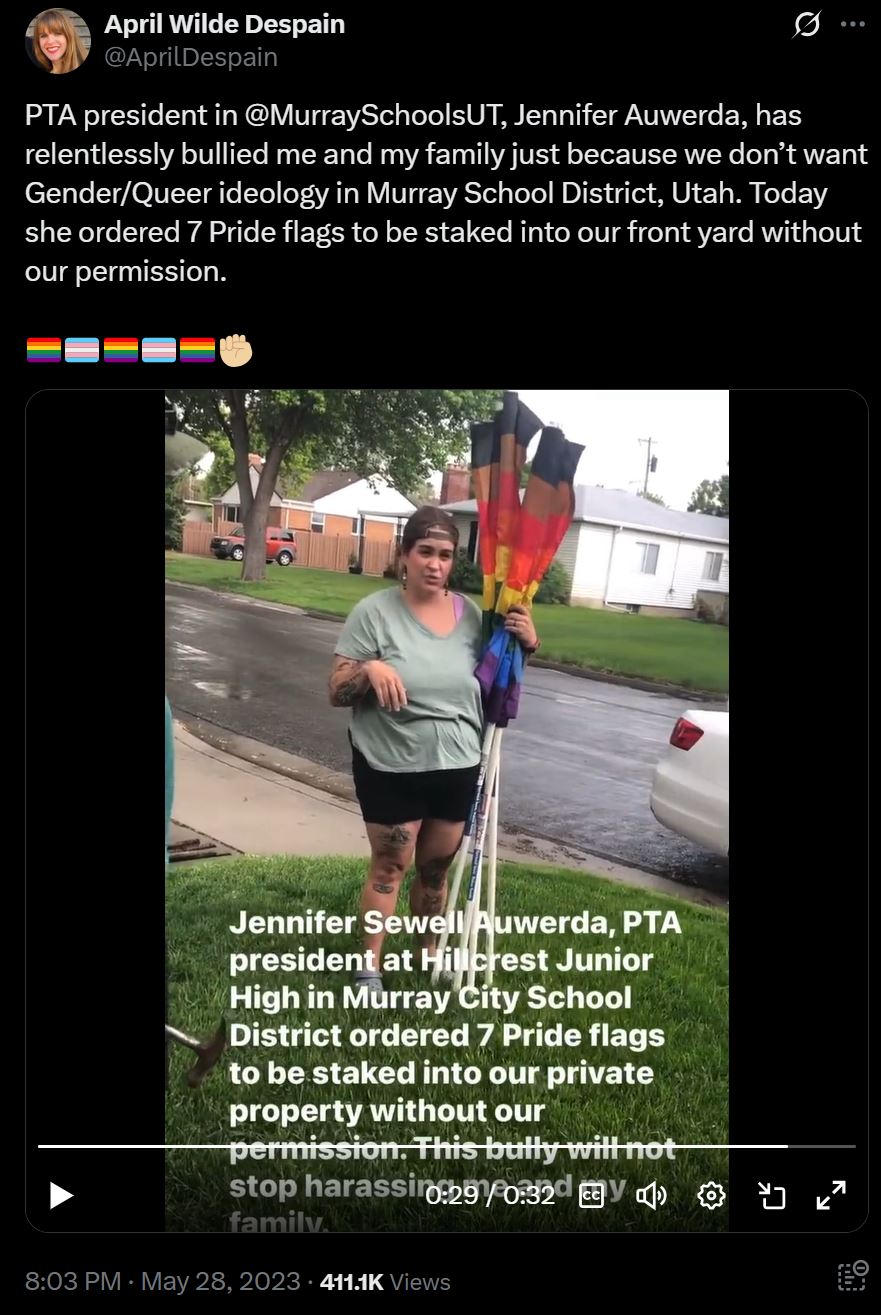 April Wilde Despain
@AprilDespain
PTA president in @MurraySchoolsUT, Jennifer Auwerda, has
relentlessly bullied me and my family just because we don’t want
Gender/Queer ideology in Murray School District, Utah. Today
she ordered 7 Pride flags to be staked into our front yard without
our permission.
Jennifer Sewell Auwerda, PTA
president at Hillcrest Junior
High in Murray City School
District ordered 7 Pride flags
to be staked into our private
property without our
permission. This bully will not
stop harassing me and my
family.
0:29 / 0:32
CC
8:03 PM · May 28, 2023 · 411.1K Views